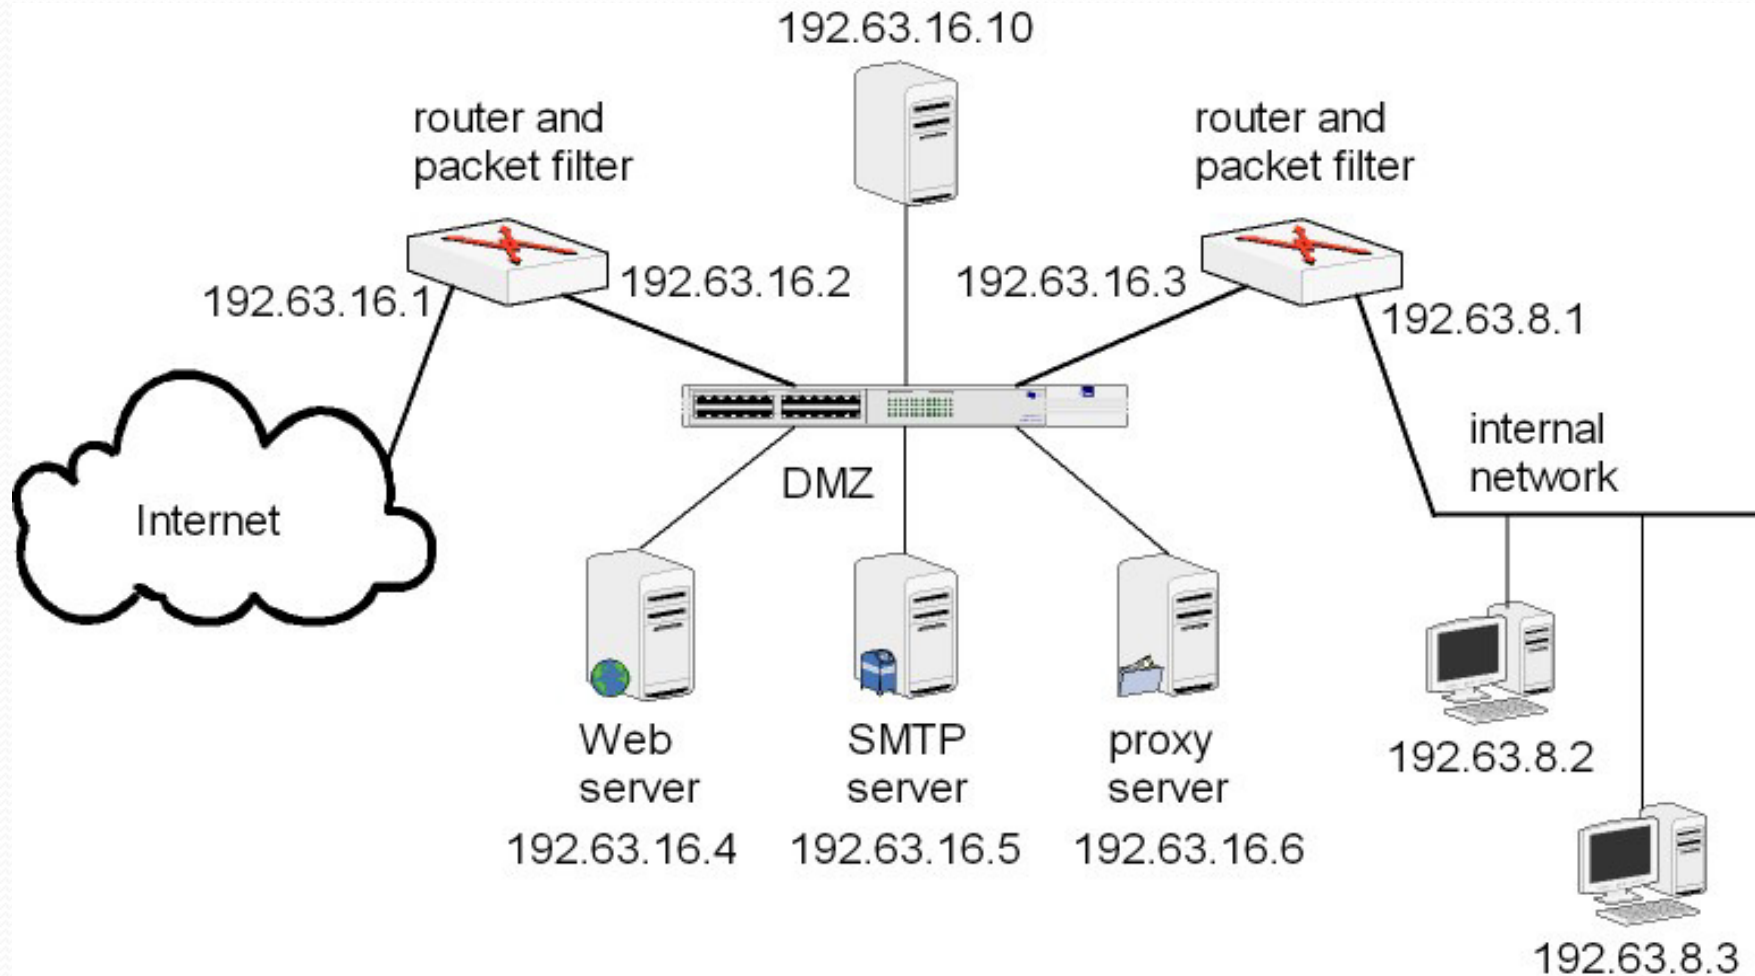 192.63.16.10
router and
packet filter
router and
packet filter
192.63.16.1
192.63.16.2
192.63.16.3
192.63.8.1
Internet
DMZ
internal
network
Web
server
192.63.16.4
SMTP
server
192.63.16.5
proxy
server
192.63.16.6
192.63.8.2
192.63.8.3